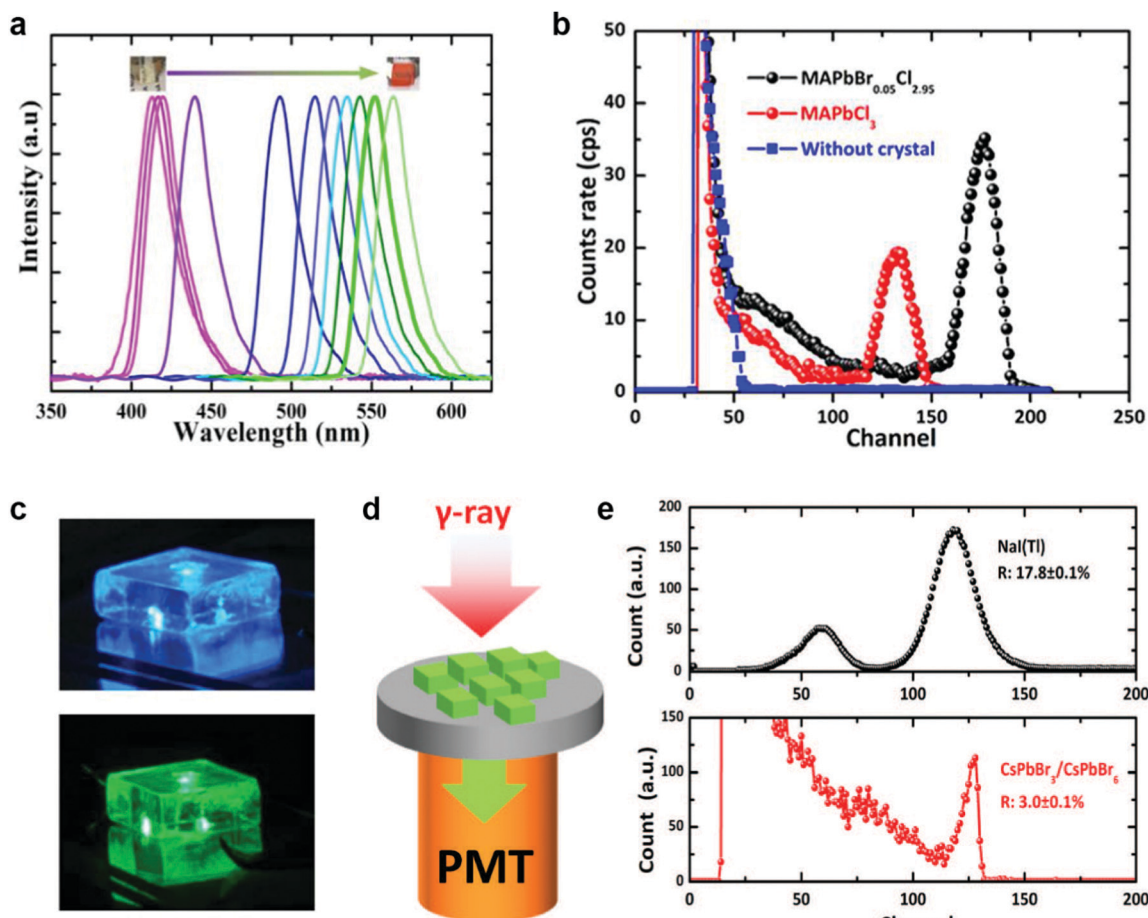 a
Intensity (a.u)
350 400 450 500 550 600
Wavelength (nm)
b
Counts rate (cps)
50
40
30
20
10
0
MAPbBr0.05Cl2.95
MAPbCl3
Without crystal
0 50 100 150 200 250
Channel
c
d
γ-ray
PMT
e
Count (a.u.)
200
175
150
100
50
0
NaI(Tl)
R: 17.8±0.1%
0 50 100 150 200
Count (a.u.)
150
100
50
0
CsPbBr3/CsPbBr6
R: 3.0±0.1%
0 50 100 150 200